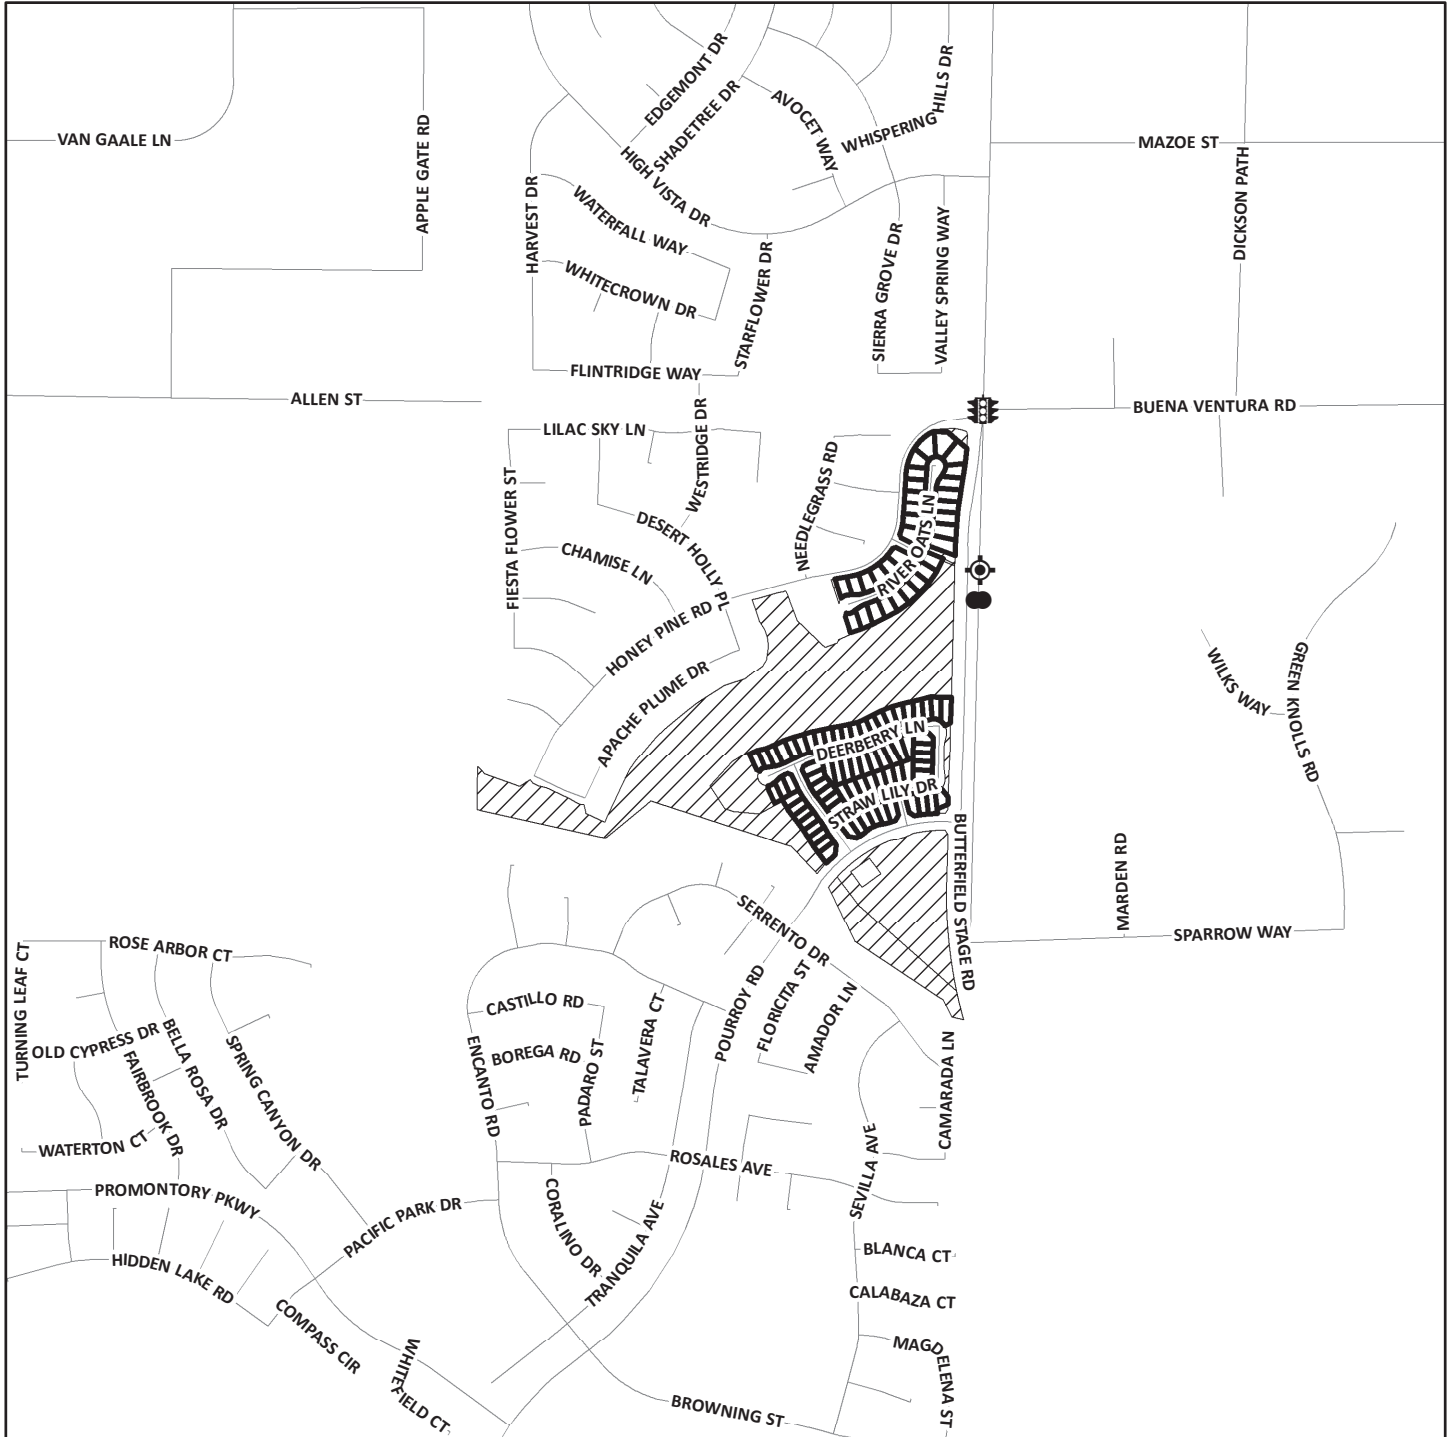 EDGEMONT DR
SHADETREE DR
AVOCET WAY
WHISPERING HILLS DR
VAN GAALE LN
APPLE GATE RD
HIGH VISTA DR
MAZOE ST
DICKSON PATH
HARVEST DR
WATERFALL WAY
WHITECROWN DR
STARFLOWER DR
SIERRA GROVE DR
VALLEY SPRING WAY
FLINTRIDGE WAY
ALLEN ST
BUENA VENTURA RD
LILAC SKY LN
WESTRIDGE DR
NEEDLEGRASS RD
FIESTA FLOWER ST
DESERT HOLLY PL
CHAMISE LN
RIVER OATS LN
HONEY PINE RD
APACHE PLUME DR
WILKS WAY
GREEN KNOLLS RD
DEERBERRY LN
STRAW LILY DR
BUTTERFIELD STAGE RD
MARDEN RD
SPARROW WAY
SERRENTO DR
ROSE ARBOR CT
TURNING LEAF CT
CASTILLO RD
POURROY RD
FLORICITA ST
AMADOR LN
OLD CYPRESS DR
BELLA ROSA DR
FAIRBROOK DR
SPRING CANYON DR
ENCANTO RD
BOREGA RD
PADARO ST
TALAVERA CT
CAMARADA LN
WATERTON CT
ROSALES AVE
SEVILLA AVE
PROMONTORY PKWY
PACIFIC PARK DR
CORALINO DR
TRANQUILA AVE
HIDDEN LAKE RD
BLANCA CT
CALABAZA CT
COMPASS CIR
WHITEFIELD CT
MAGDELENA ST
BROWNING ST